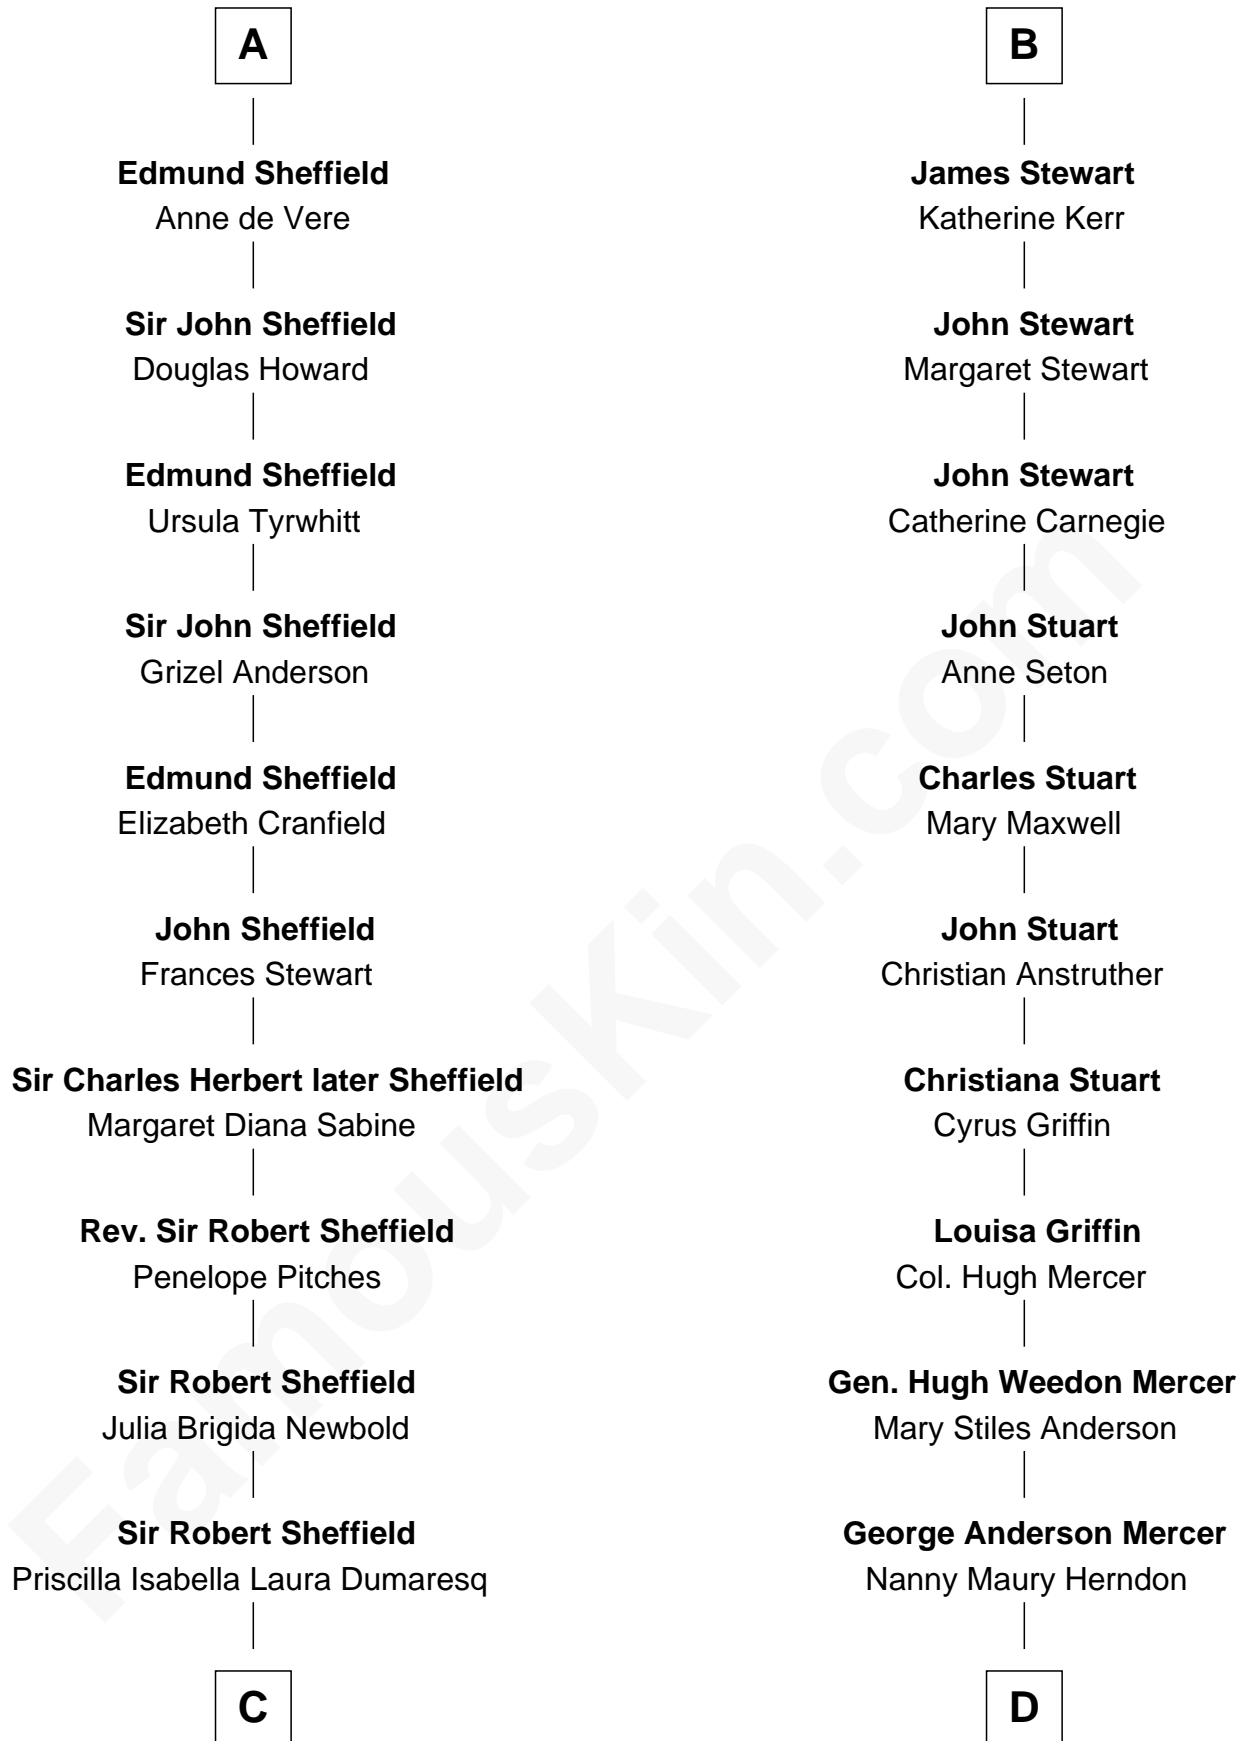 A
Edmund Sheffield
Anne de Vere
Sir John Sheffield
Douglas Howard
Edmund Sheffield
Ursula Tyrwhitt
Sir John Sheffield
Grizel Anderson
Edmund Sheffield
Elizabeth Cranfield
John Sheffield
Frances Stewart
Sir Charles Herbert later Sheffield
Margaret Diana Sabine
Rev. Sir Robert Sheffield
Penelope Pitches
Sir Robert Sheffield
Julia Brigida Newbold
Sir Robert Sheffield
Priscilla Isabella Laura Dumaresq
C
B
James Stewart
Katherine Kerr
John Stewart
Margaret Stewart
John Stewart
Catherine Carnegie
John Stuart
Anne Seton
Charles Stuart
Mary Maxwell
John Stuart
Christian Anstruther
Christiana Stuart
Cyrus Griffin
Louisa Griffin
Col. Hugh Mercer
Gen. Hugh Weedon Mercer
Mary Stiles Anderson
George Anderson Mercer
Nanny Maury Herndon
D
FamousKin.com